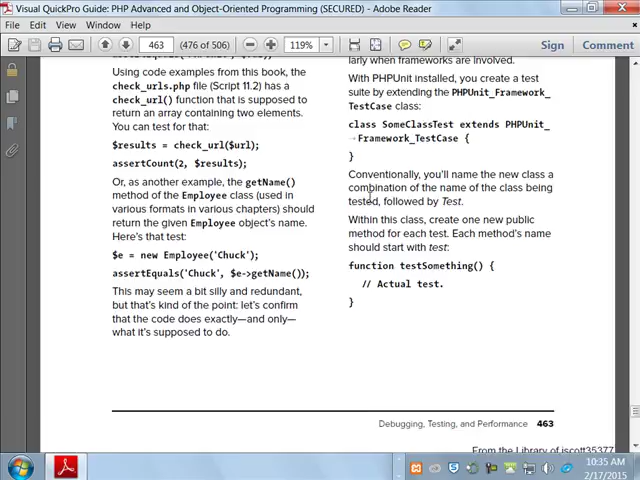 Visual QuickPro Guide: PHP Advanced and Object-Oriented Programming (SECURED) - Adobe Reader
File Edit View Window Help
463 (476 of 506) 119% Sign Comment
Using code examples from this book, the
check_urls.php file (Script 11.2) has a
check_url() function that is supposed to
return an array containing two elements.
You can test for that:
$results = check_url($url);
assertCount(2, $results);
Or, as another example, the getName()
method of the Employee class (used in
various formats in various chapters) should
return the given Employee object's name.
Here's that test:
$e = new Employee('Chuck');
assertEquals('Chuck', $e->getName());
This may seem a bit silly and redundant,
but that's kind of the point: let's confirm
that the code does exactly—and only—
what it's supposed to do.
larly when frameworks are involved.
With PHPUnit installed, you create a test
suite by extending the PHPUnit_Framework_
TestCase class:
class SomeClassTest extends PHPUnit_
→ Framework_TestCase {
}
Conventionally, you'll name the new class a
combination of the name of the class being
tested, followed by Test.
Within this class, create one new public
method for each test. Each method's name
should start with test:
function testSomething() {
// Actual test.
}
Debugging, Testing, and Performance 463
From the Library of jscott35377
10:35 AM
2/17/2015